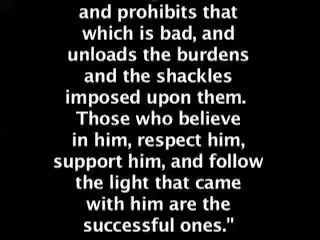 and prohibits that
which is bad, and
unloads the burdens
and the shackles
imposed upon them.
Those who believe
in him, respect him,
support him, and follow
the light that came
with him are the
successful ones."